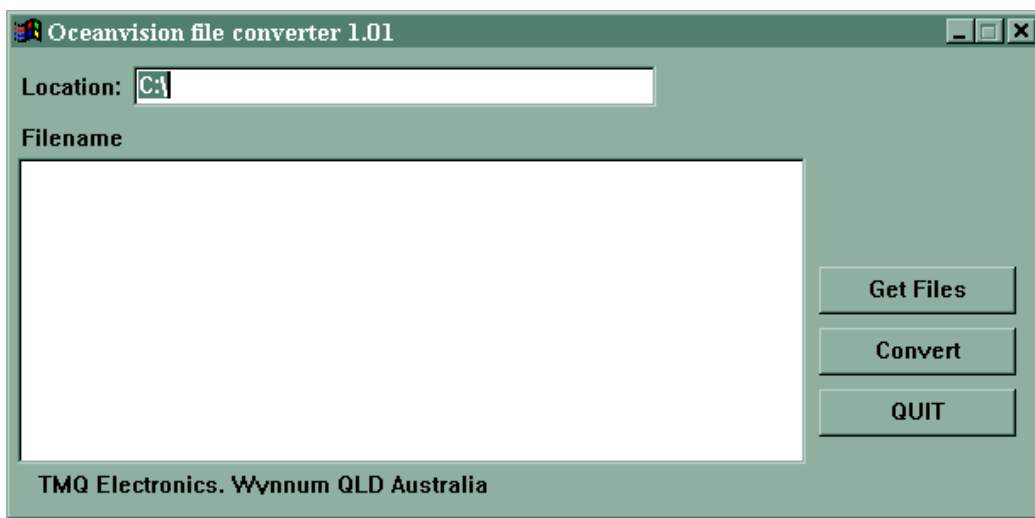 Oceanvision file converter 1.01
Location: C:\
Filename
Get Files
Convert
QUIT
TMQ Electronics. Wynnum QLD Australia